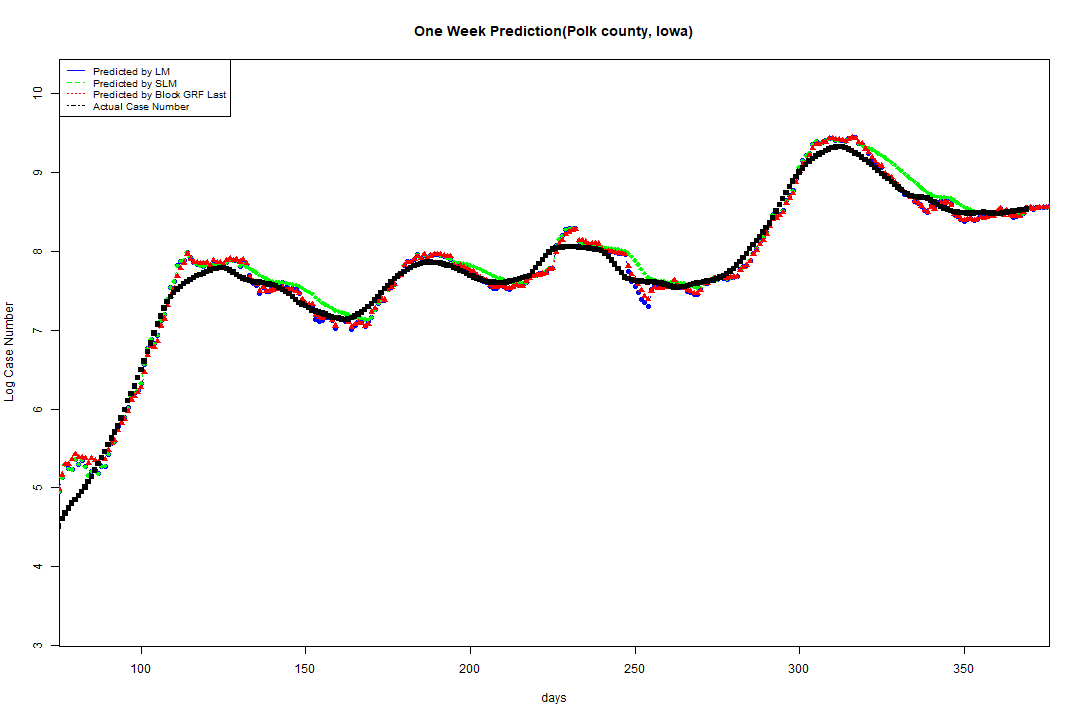 One Week Prediction(Polk county, Iowa)
Predicted by LM
Predicted by SLM
Predicted by Block GRF Last
Actual Case Number
10
9
8
7
6
5
4
3
Log Case Number
100 150 200 250 300 350
days